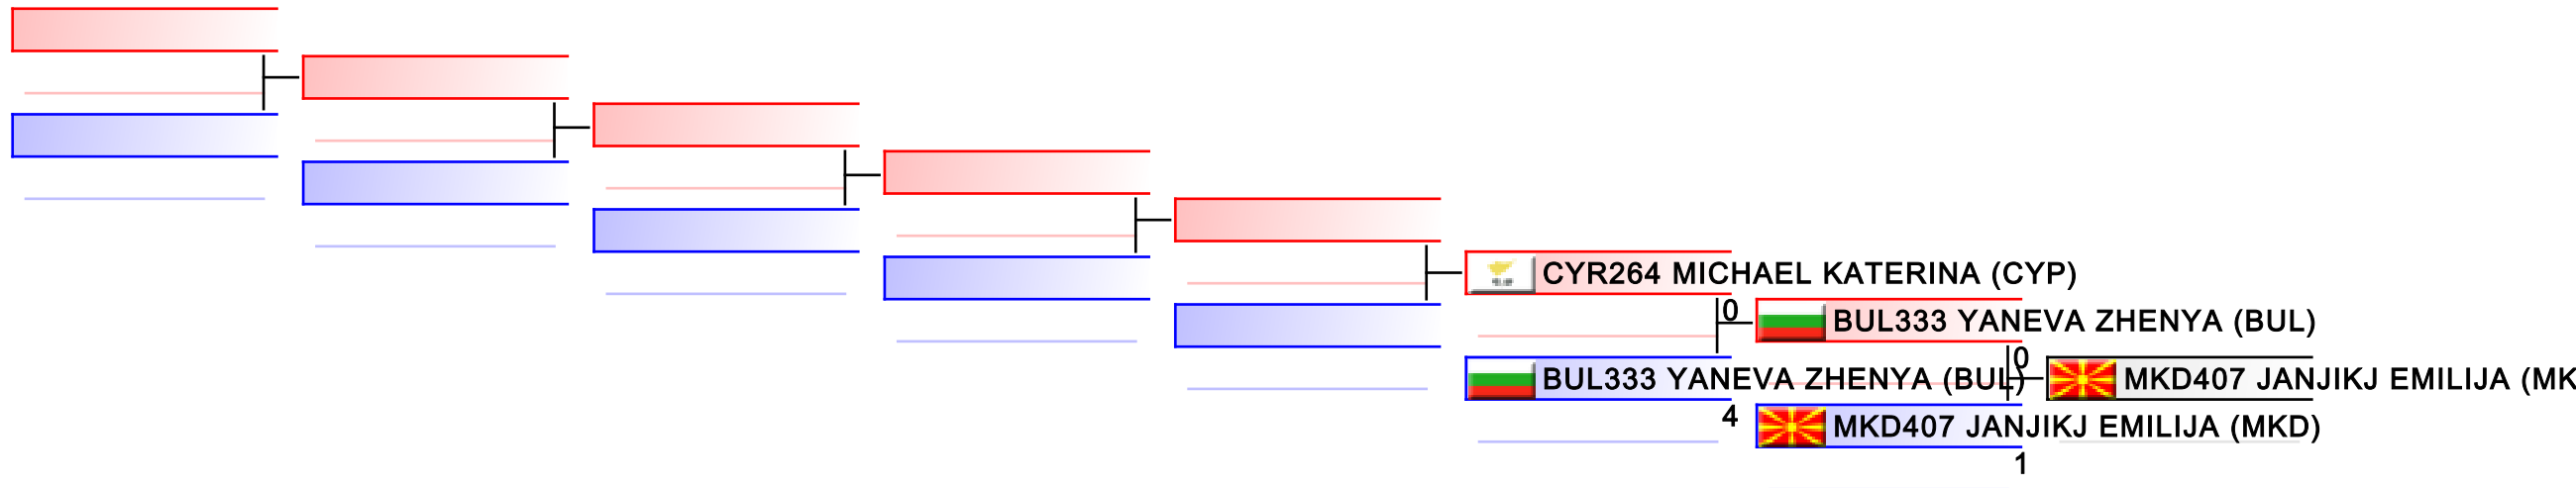 CYR264 MICHAEL KATERINA (CYP)
0
BUL333 YANEVA ZHENYA (BUL)
4
BUL333 YANEVA ZHENYA (BUL)
0
MKD407 JANJIKJ EMILIJA (MKD)
1
MKD407 JANJIKJ EMILIJA (MK